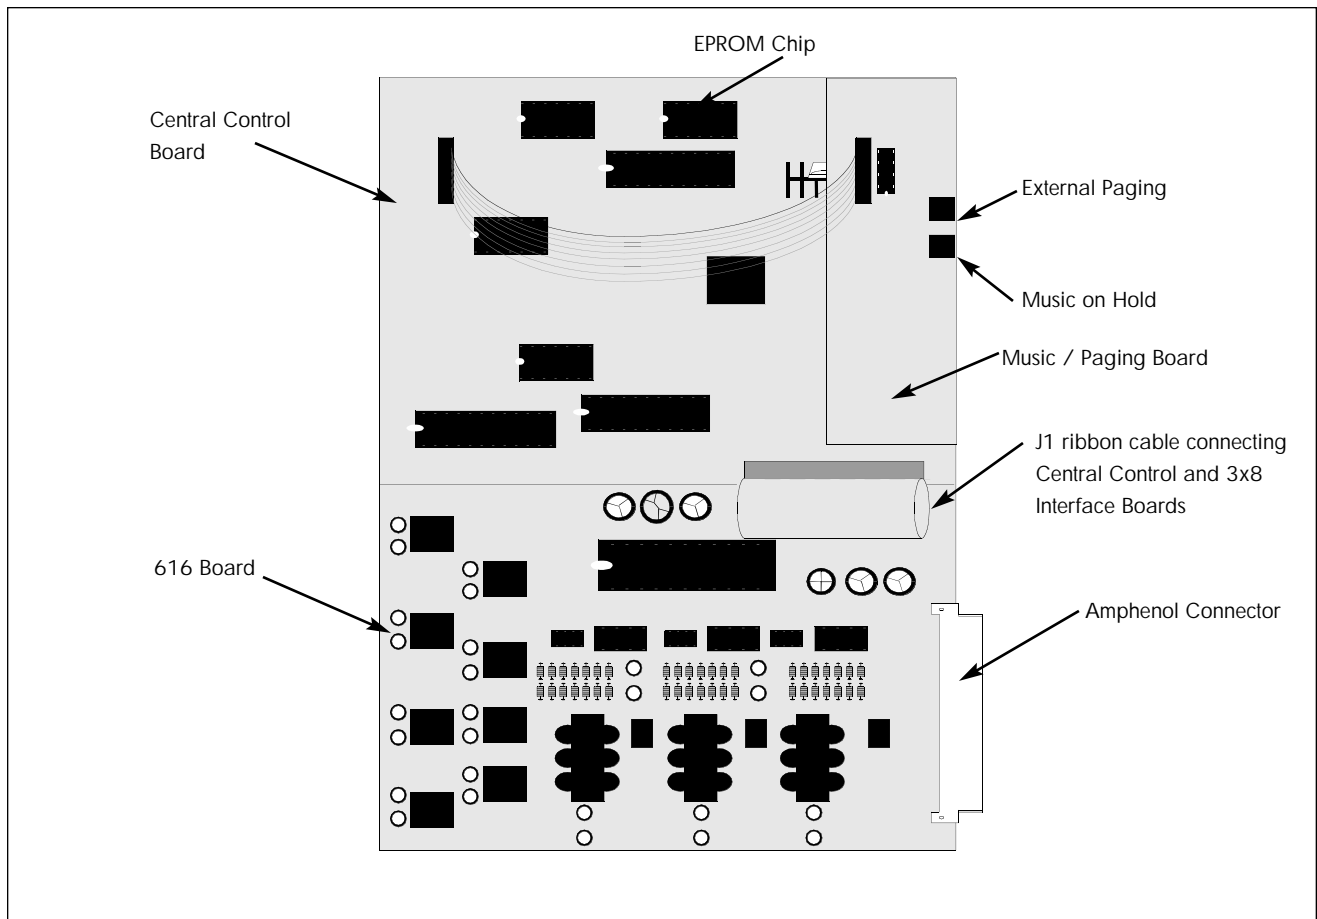 EPROM Chip
Central Control
Board
External Paging
Music on Hold
Music / Paging Board
J1 ribbon cable connecting
Central Control and 3x8
Interface Boards
616 Board
Amphenol Connector